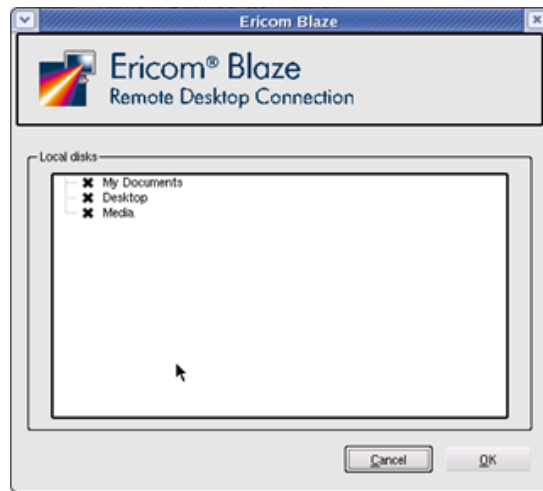 Ericom Blaze
Ericom® Blaze
Remote Desktop Connection
Local disks
My Documents
Desktop
Media
Cancel
OK